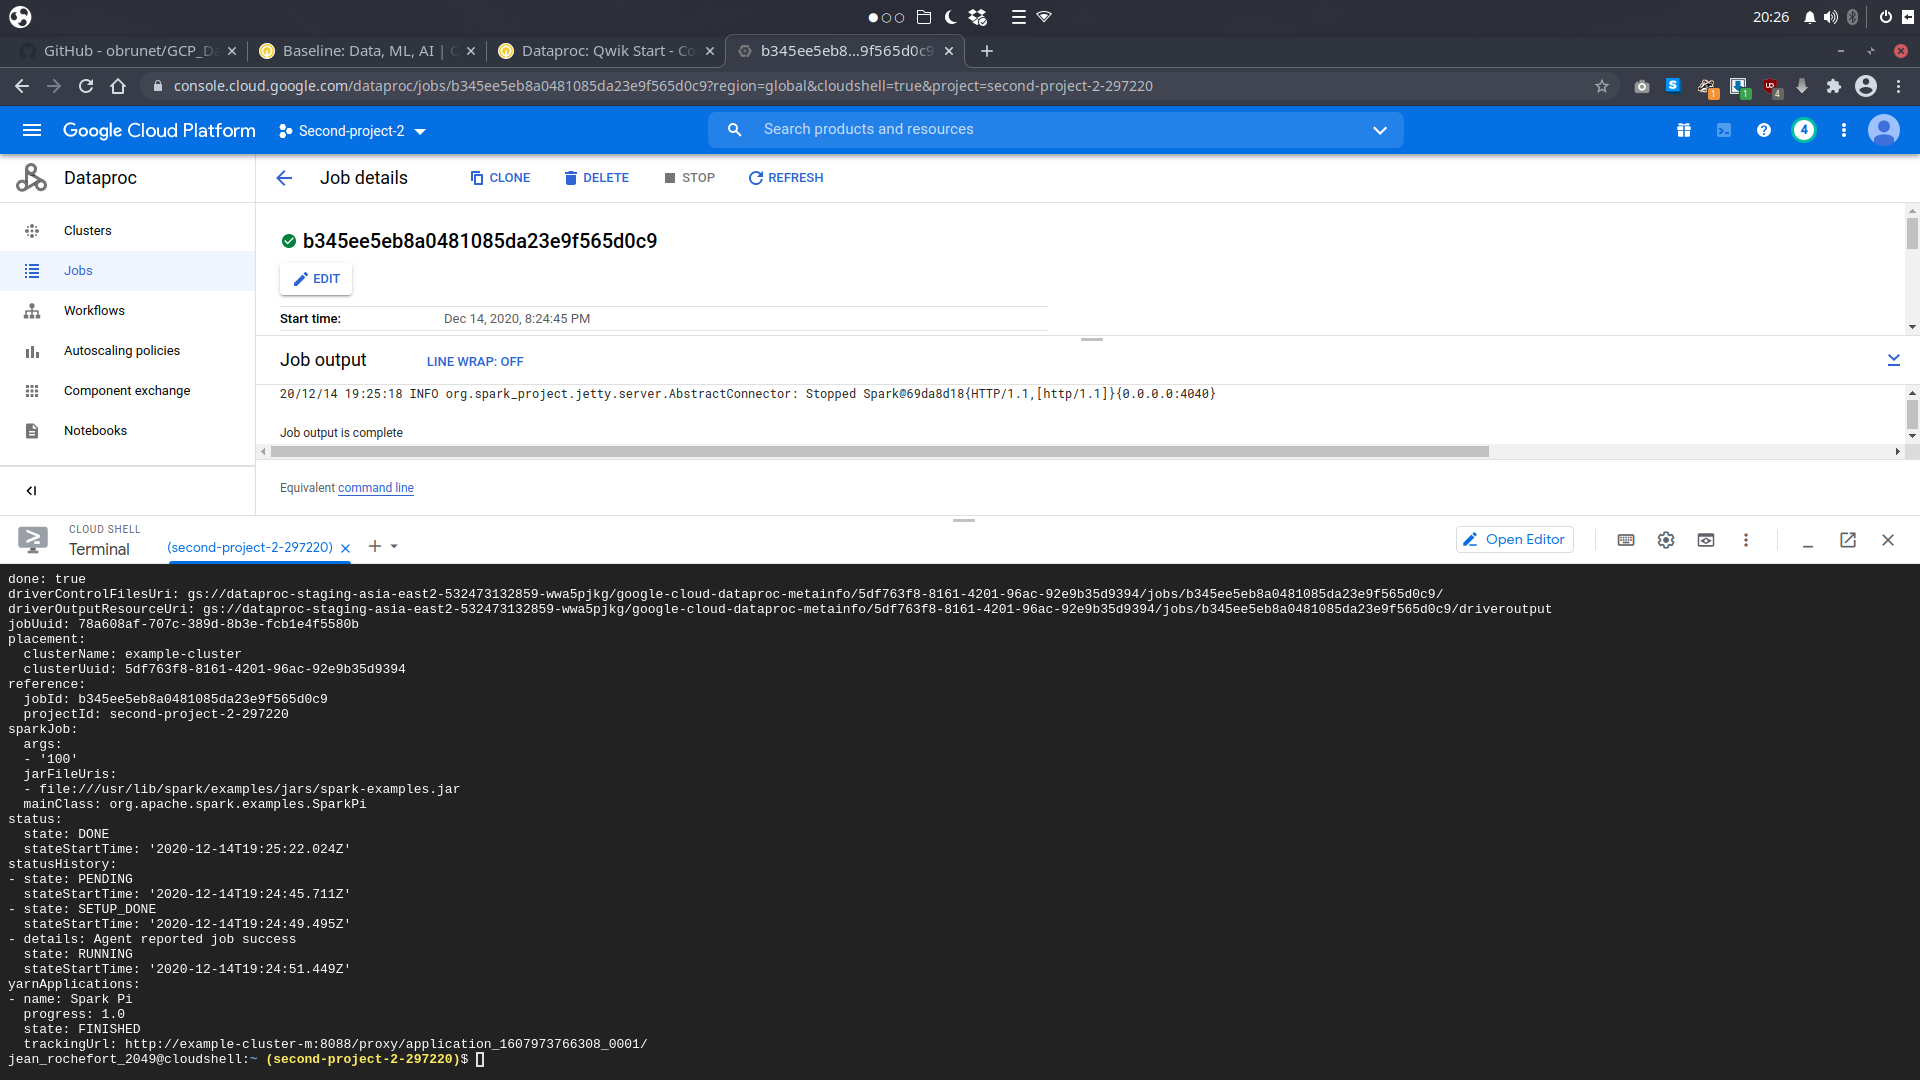 20:26
GitHub - obrunet/GCP_Da
Baseline: Data, ML, AI |
Dataproc: Qwik Start - Co
b345ee5eb8...9f565d0c9
console.cloud.google.com/dataproc/jobs/b345ee5eb8a0481085da23e9f565d0c9?region=global&cloudshell=true&project=second-project-2-297220
1
1
4
Google Cloud Platform
Second-project-2
Search products and resources
4
Dataproc
Job details
CLONE
DELETE
STOP
REFRESH
Clusters
Jobs
Workflows
Autoscaling policies
Component exchange
Notebooks
b345ee5eb8a0481085da23e9f565d0c9
EDIT
Start time:
Dec 14, 2020, 8:24:45 PM
Job output
LINE WRAP: OFF
20/12/14 19:25:18 INFO org.spark_project.jetty.server.AbstractConnector: Stopped Spark@69da8d18{HTTP/1.1,[http/1.1]}{0.0.0.0:4040}
Job output is complete
Equivalent command line
CLOUD SHELL
Terminal
(second-project-2-297220)
Open Editor
done: true
driverControlFilesUri: gs://dataproc-staging-asia-east2-532473132859-wwa5pjkg/google-cloud-dataproc-metainfo/5df763f8-8161-4201-96ac-92e9b35d9394/jobs/b345ee5eb8a0481085da23e9f565d0c9/
driverOutputResourceUri: gs://dataproc-staging-asia-east2-532473132859-wwa5pjkg/google-cloud-dataproc-metainfo/5df763f8-8161-4201-96ac-92e9b35d9394/jobs/b345ee5eb8a0481085da23e9f565d0c9/driveroutput
jobUuid: 78a608af-707c-389d-8b3e-fcb1e4f5580b
placement:
  clusterName: example-cluster
  clusterUuid: 5df763f8-8161-4201-96ac-92e9b35d9394
reference:
  jobId: b345ee5eb8a0481085da23e9f565d0c9
  projectId: second-project-2-297220
sparkJob:
  args:
  - '100'
  jarFileUris:
  - file:///usr/lib/spark/examples/jars/spark-examples.jar
  mainClass: org.apache.spark.examples.SparkPi
status:
  state: DONE
  stateStartTime: '2020-12-14T19:25:22.024Z'
statusHistory:
- state: PENDING
  stateStartTime: '2020-12-14T19:24:45.711Z'
- state: SETUP_DONE
  stateStartTime: '2020-12-14T19:24:49.495Z'
- details: Agent reported job success
  state: RUNNING
  stateStartTime: '2020-12-14T19:24:51.449Z'
yarnApplications:
- name: Spark Pi
  progress: 1.0
  state: FINISHED
  trackingUrl: http://example-cluster-m:8088/proxy/application_1607973766308_0001/
jean_rochefort_2049@cloudshell:~ (second-project-2-297220)$